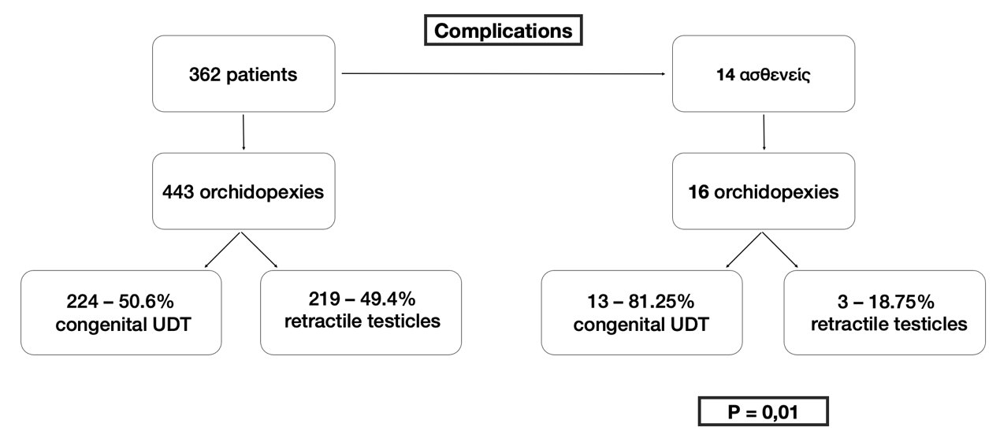 Complications
362 patients
14 ασθενείς
443 orchidopexies
16 orchidopexies
224 – 50.6%
congenital UDT
219 – 49.4%
retractile testicles
13 – 81.25%
congenital UDT
3 – 18.75%
retractile testicles
P = 0,01